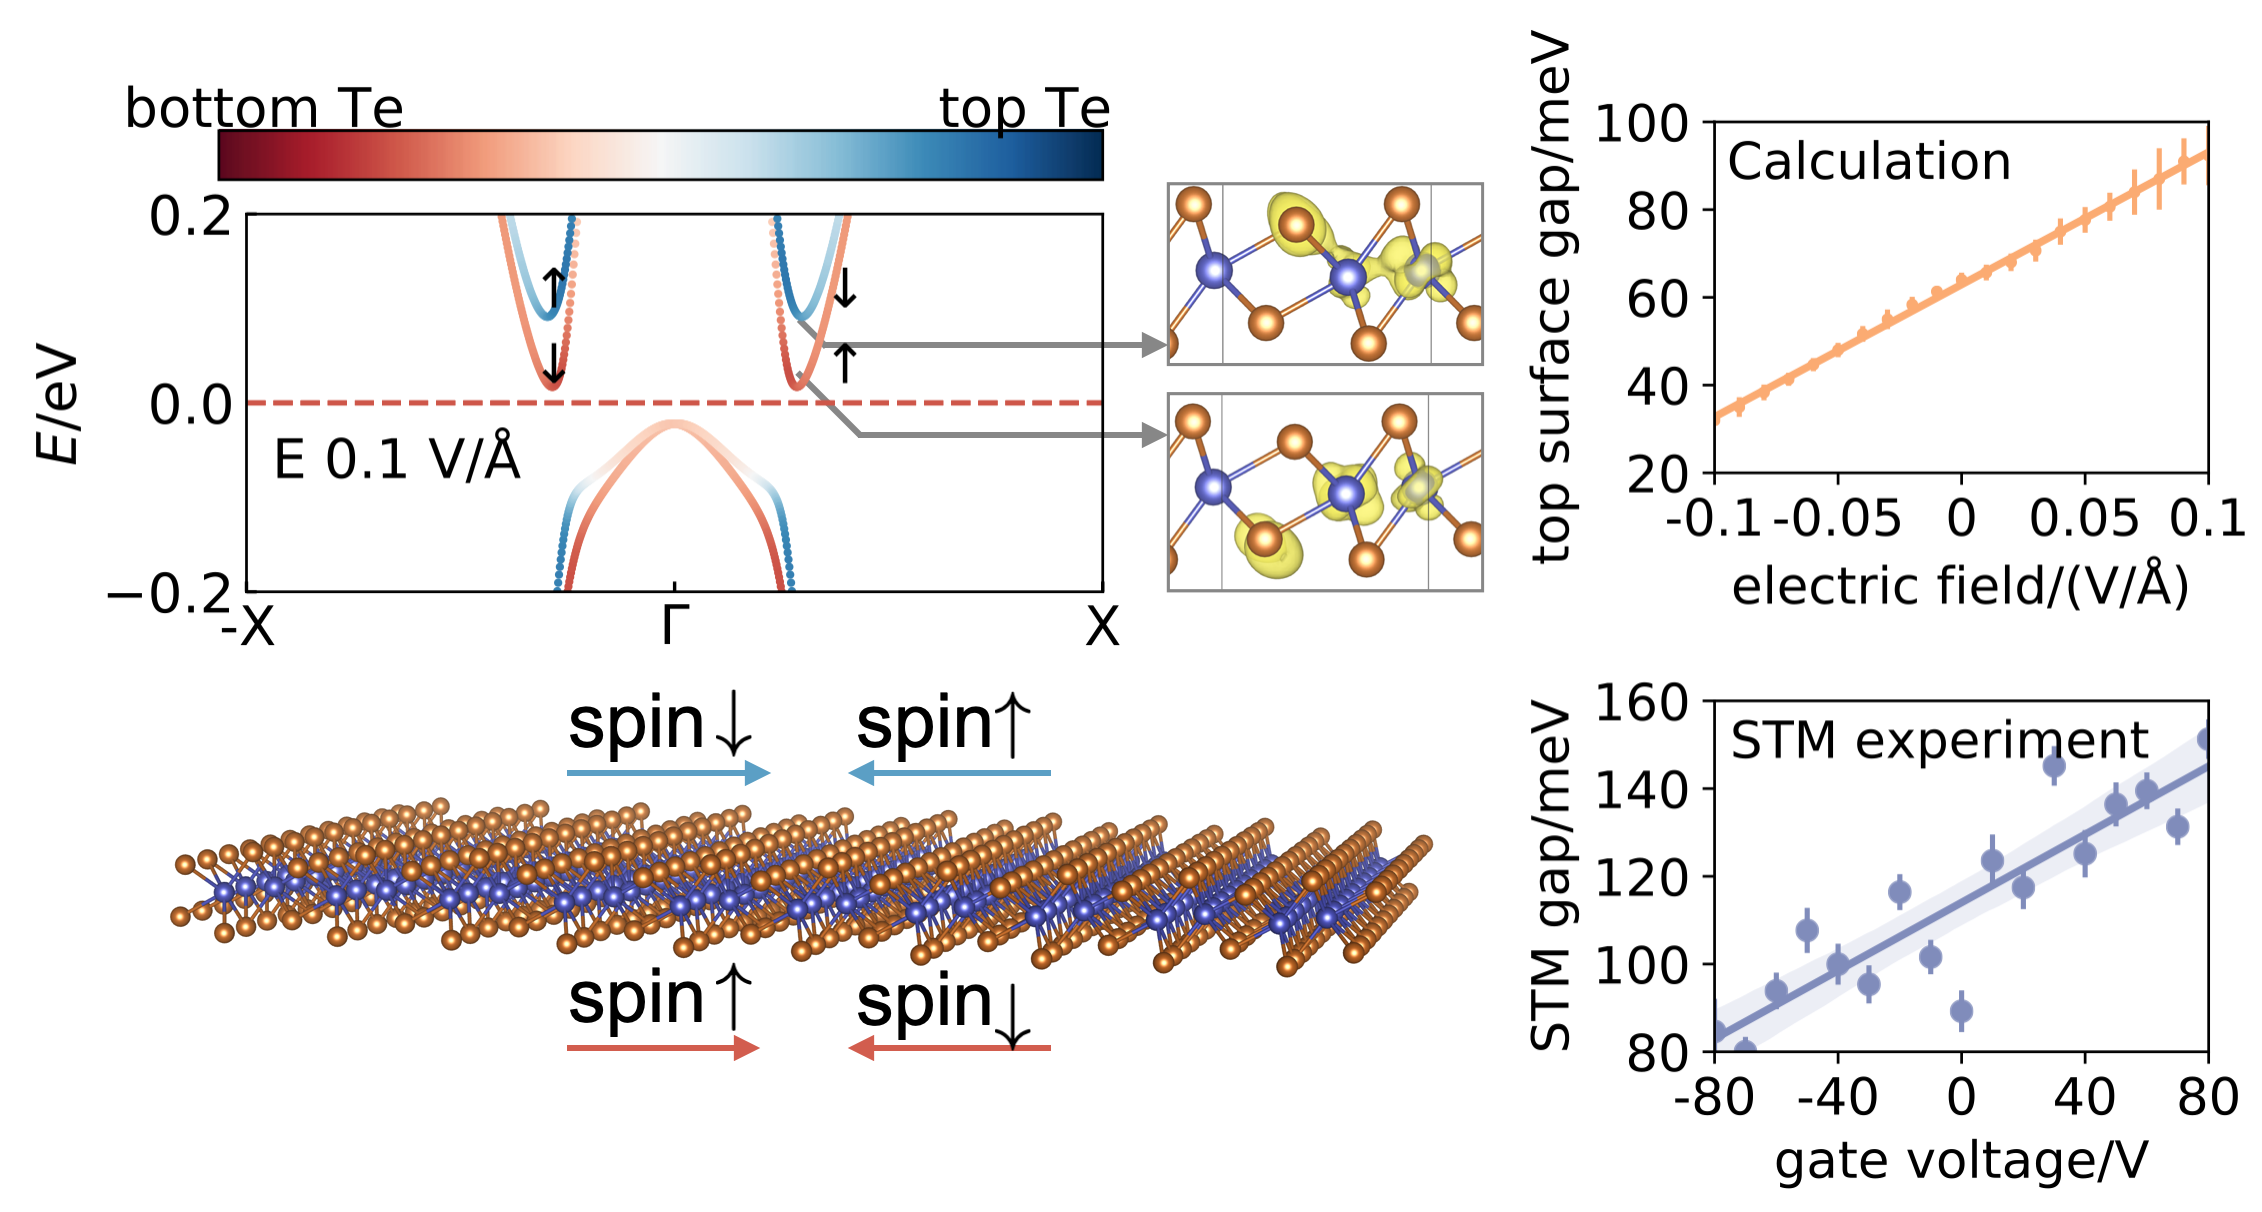 bottom Te
top Te
0.2
0.0
−0.2
E/eV
E 0.1 V/Å
↑
↓
↓
↑
-X
Γ
X
spin↓
spin↑
spin↑
spin↓
top surface gap/meV
100
80
60
40
20
Calculation
-0.1
-0.05
0
0.05
0.1
electric field/(V/Å)
STM gap/meV
160
140
120
100
80
STM experiment
-80
-40
0
40
80
gate voltage/V